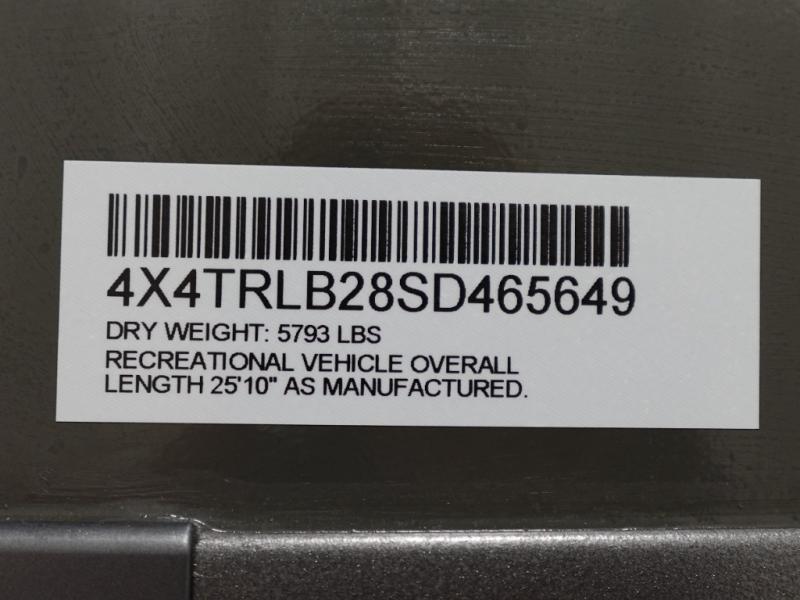 4X4TRLB28SD465649
DRY WEIGHT: 5793 LBS
RECREATIONAL VEHICLE OVERALL
LENGTH 25'10" AS MANUFACTURED.